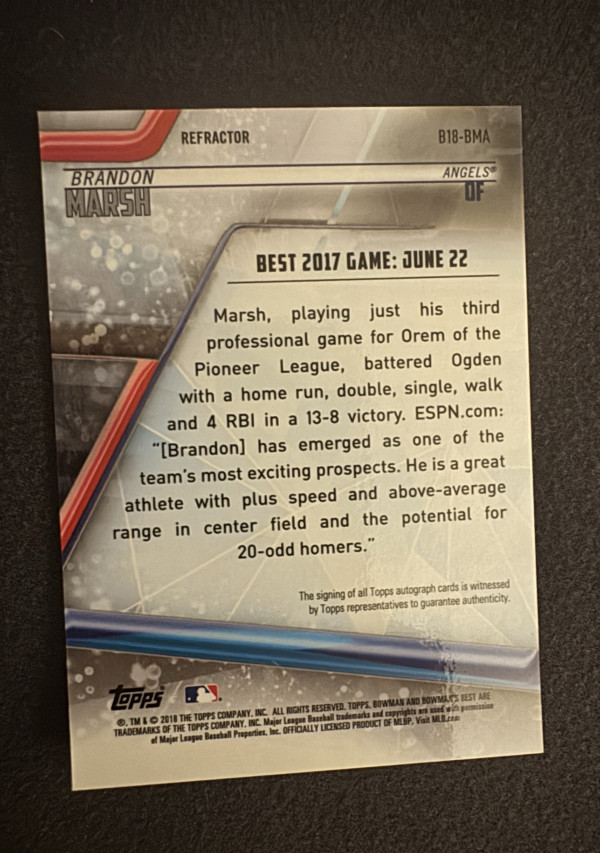 REFRACTOR B18-BMA
BRANDON ANGELS®
MARSH OF
BEST 2017 GAME: JUNE 22
Marsh, playing just his third
professional game for Orem of the
Pioneer League, battered Ogden
with a home run, double, single, walk
and 4 RBI in a 13-8 victory. ESPN.com:
"[Brandon] has emerged as one of the
team's most exciting prospects. He is a great
athlete with plus speed and above-average
range in center field and the potential for
20-odd homers."
The signing of all Topps autograph cards is witnessed
by Topps representatives to guarantee authenticity.
Topps
®, TM & © 2018 THE TOPPS COMPANY, INC. ALL RIGHTS RESERVED. TOPPS, BOWMAN AND BOWMAN'S BEST ARE
TRADEMARKS OF THE TOPPS COMPANY, INC. Major League Baseball trademarks and copyrights are used with permission
of Major League Baseball Properties, Inc. OFFICIALLY LICENSED PRODUCT OF MLBP. Visit MLB.com